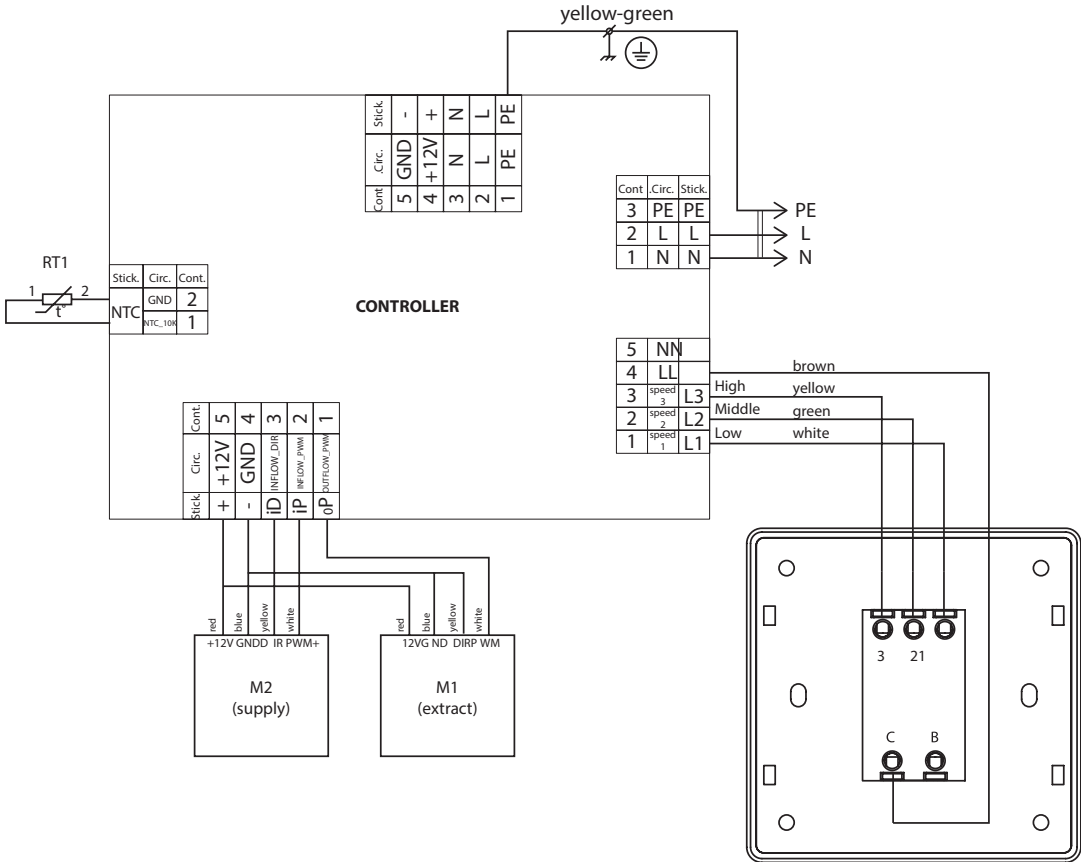 yellow-green
Stick. - + N L PE
.Circ. GND +12V N L PE
Cont 5 4 3 2 1
Cont .Circ. Stick.
3 PE PE
2 L L
1 N N
PE
L
N
RT1
1 2
t°
Stick. Circ. Cont.
NTC
GND 2
NTC_10K 1
CONTROLLER
5 NN
4 LL
3 speed 3 L3
2 speed 2 L2
1 speed 1 L1
brown
High yellow
Middle green
Low white
Cont. 5 4 3 2 1
Circ. +12V GND INFLOW_DIR INFLOW_PWM OUTFLOW_PWM
Stick. + - iD iP oP
red blue yellow white
+12V GNDD IR PWM+
M2
(supply)
red blue yellow white
12VG ND DIRP WM
M1
(extract)
3 21
C B